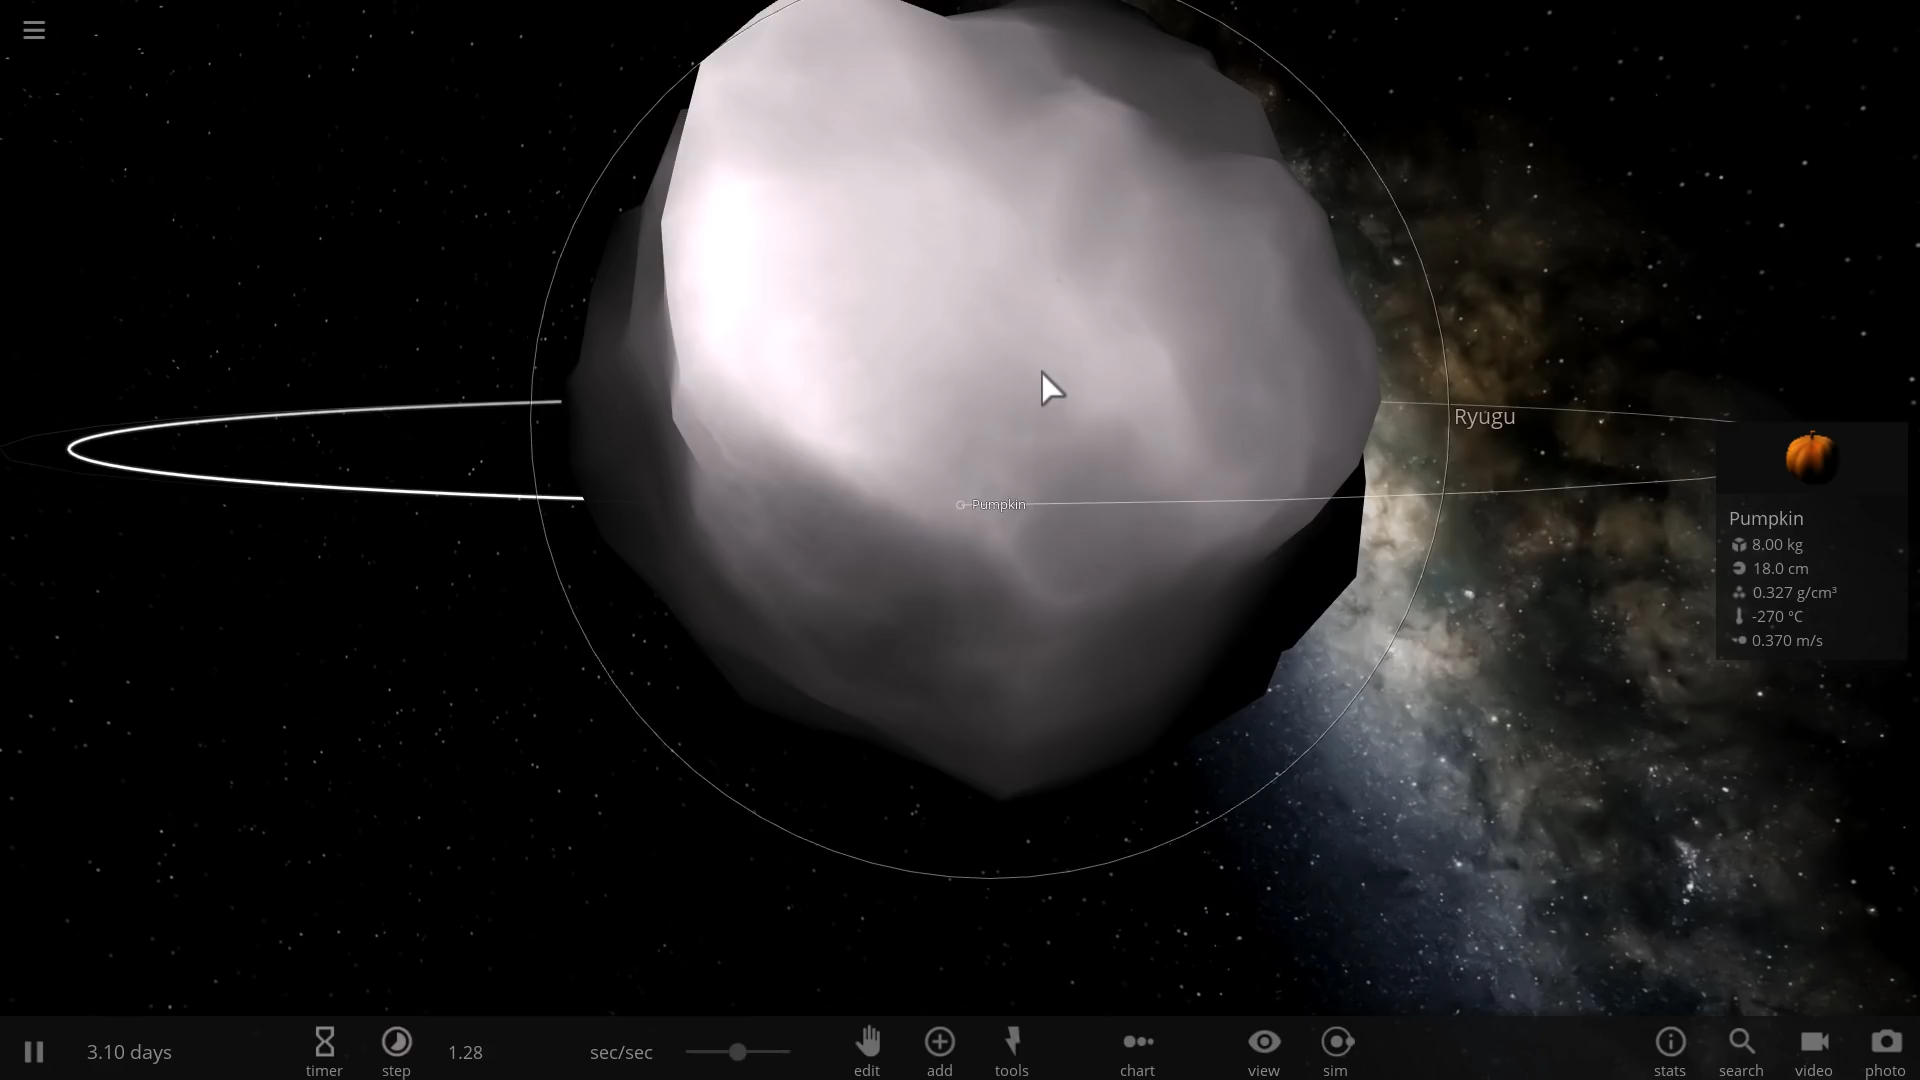 Ryugu
Pumpkin
Pumpkin
8.00 kg
18.0 cm
0.327 g/cm³
-270 °C
0.370 m/s
3.10 days
timer
step
1.28
sec/sec
edit
add
tools
chart
view
sim
stats
search
video
photo